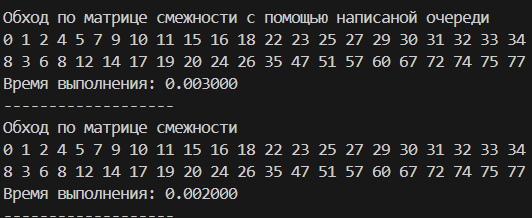 Обход по матрице смежности с помощью написаной очереди
0 1 2 4 5 7 9 10 11 15 16 18 22 23 25 27 29 30 31 32 33 34
8 3 6 8 12 14 17 19 20 24 26 35 47 51 57 60 67 72 74 75 77
Время выполнения: 0.003000
-------------------
Обход по матрице смежности
0 1 2 4 5 7 9 10 11 15 16 18 22 23 25 27 29 30 31 32 33 34
8 3 6 8 12 14 17 19 20 24 26 35 47 51 57 60 67 72 74 75 77
Время выполнения: 0.002000
-------------------